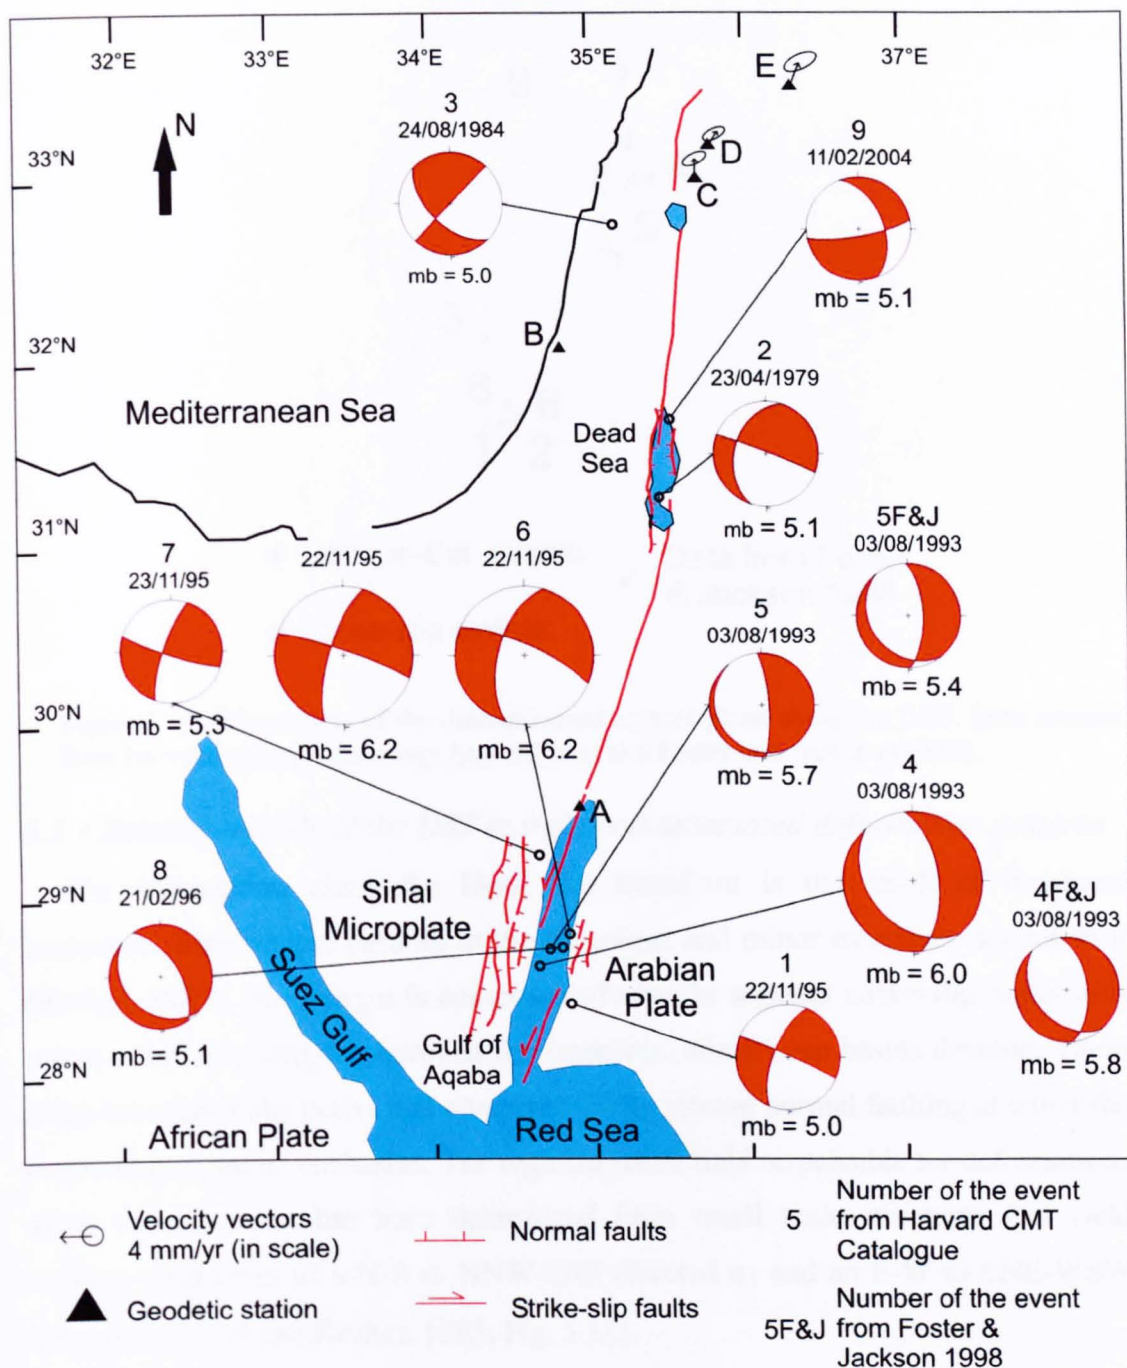 32°E
33°E
34°E
35°E
37°E
N
3
24/08/1984
mb = 5.0
E
D
C
9
11/02/2004
mb = 5.1
33°N
32°N
B
Mediterranean Sea
2
23/04/1979
mb = 5.1
Dead
Sea
31°N
7
23/11/95
mb = 5.3
22/11/95
mb = 6.2
6
22/11/95
mb = 6.2
5
03/08/1993
mb = 5.7
5F&J
03/08/1993
mb = 5.4
30°N
A
4
03/08/1993
mb = 6.0
4F&J
03/08/1993
mb = 5.8
29°N
8
21/02/96
mb = 5.1
Sinai
Microplate
Suez Gulf
Gulf of
Aqaba
Arabian
Plate
1
22/11/95
mb = 5.0
28°N
African Plate
Red Sea
Velocity vectors
4 mm/yr (in scale)
Geodetic station
Normal faults
Strike-slip faults
5
Number of the event
from Harvard CMT
Catalogue
5F&J
Number of the event
from Foster &
Jackson 1998